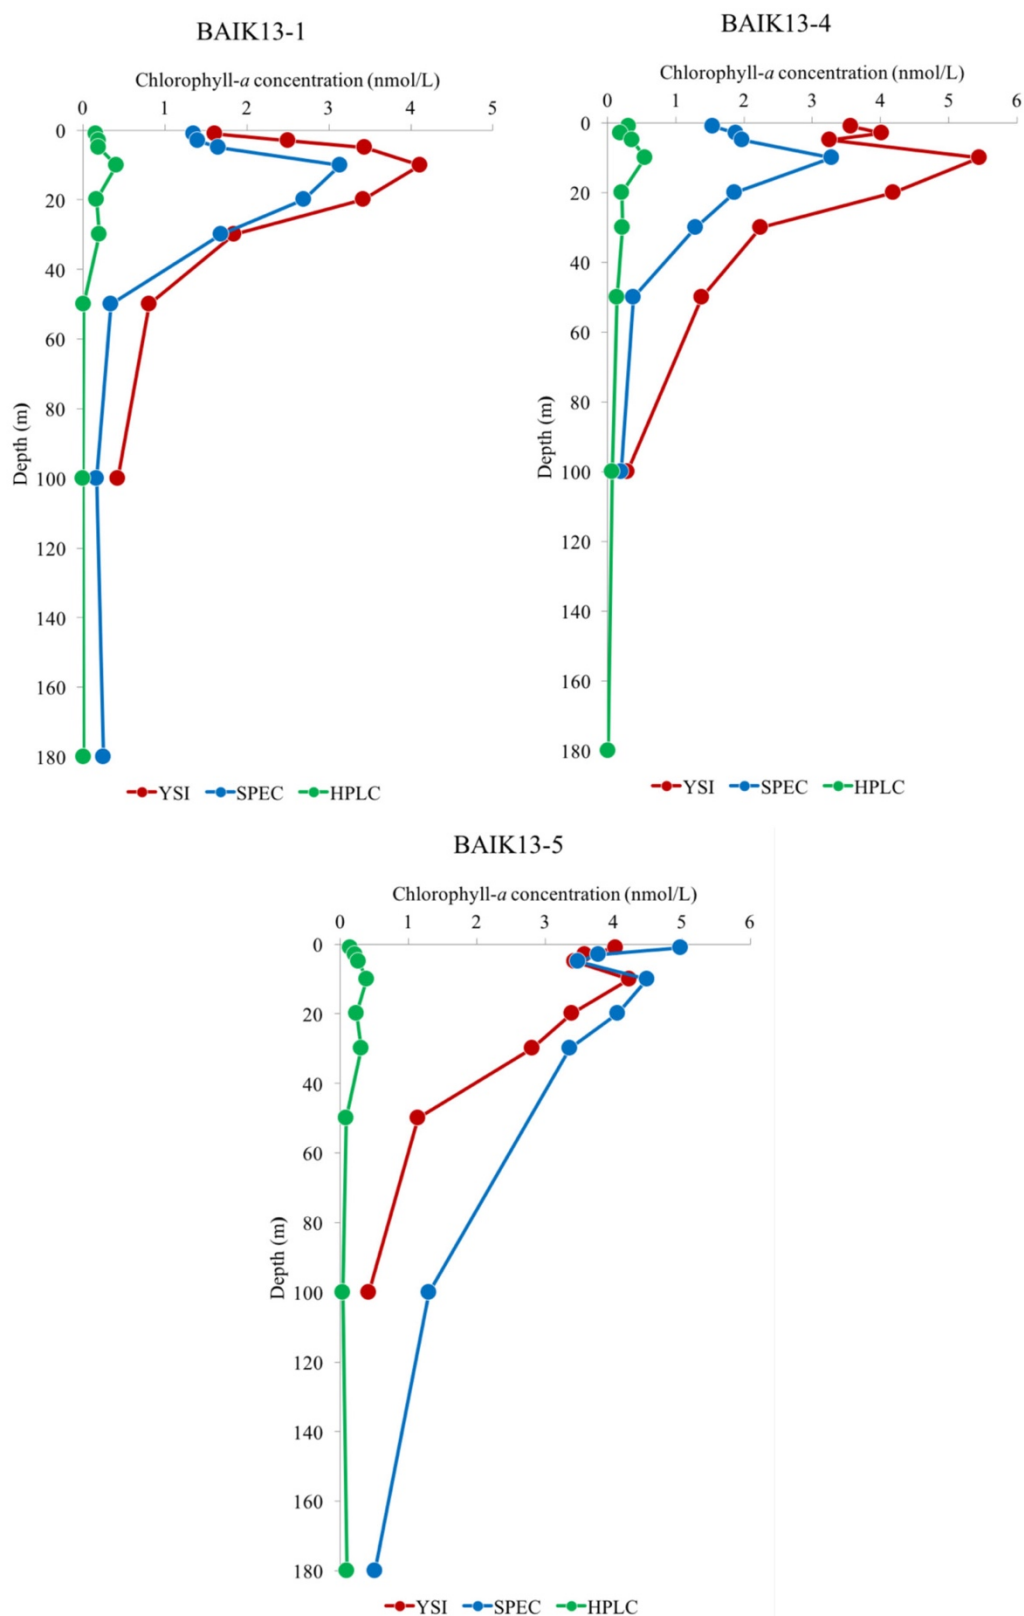 BAIK13-1
Chlorophyll-a concentration (nmol/L)
0 1 2 3 4 5
0
20
40
60
80
100
120
140
160
180
Depth (m)
YSI SPEC HPLC
BAIK13-4
Chlorophyll-a concentration (nmol/L)
0 1 2 3 4 5 6
0
20
40
60
80
100
120
140
160
180
Depth (m)
YSI SPEC HPLC
BAIK13-5
Chlorophyll-a concentration (nmol/L)
0 1 2 3 4 5 6
0
20
40
60
80
100
120
140
160
180
Depth (m)
YSI SPEC HPLC